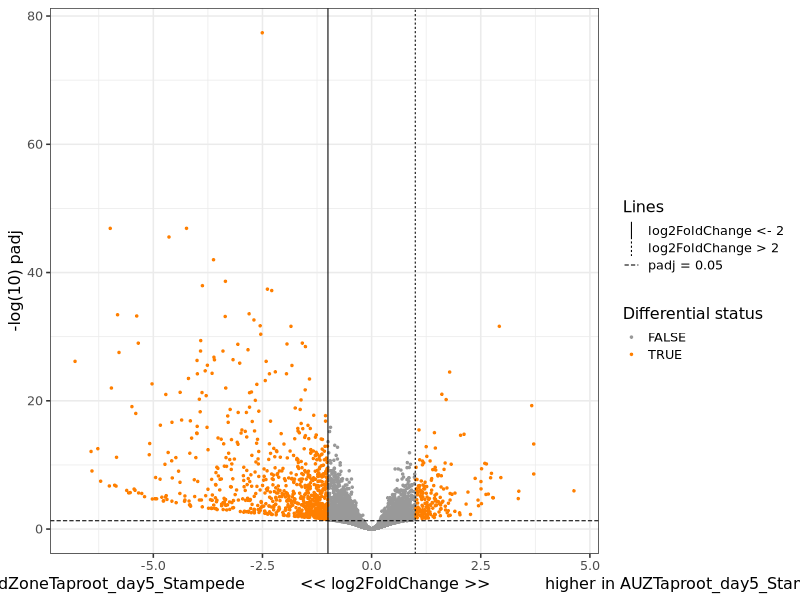 80
60
40
20
0
-log(10) padj
-5.0
-2.5
0.0
2.5
5.0
dZoneTaproot_day5_Stampede << log2FoldChange >> higher in AUZTaproot_day5_Star
Lines
log2FoldChange <- 2
log2FoldChange > 2
padj = 0.05
Differential status
FALSE
TRUE